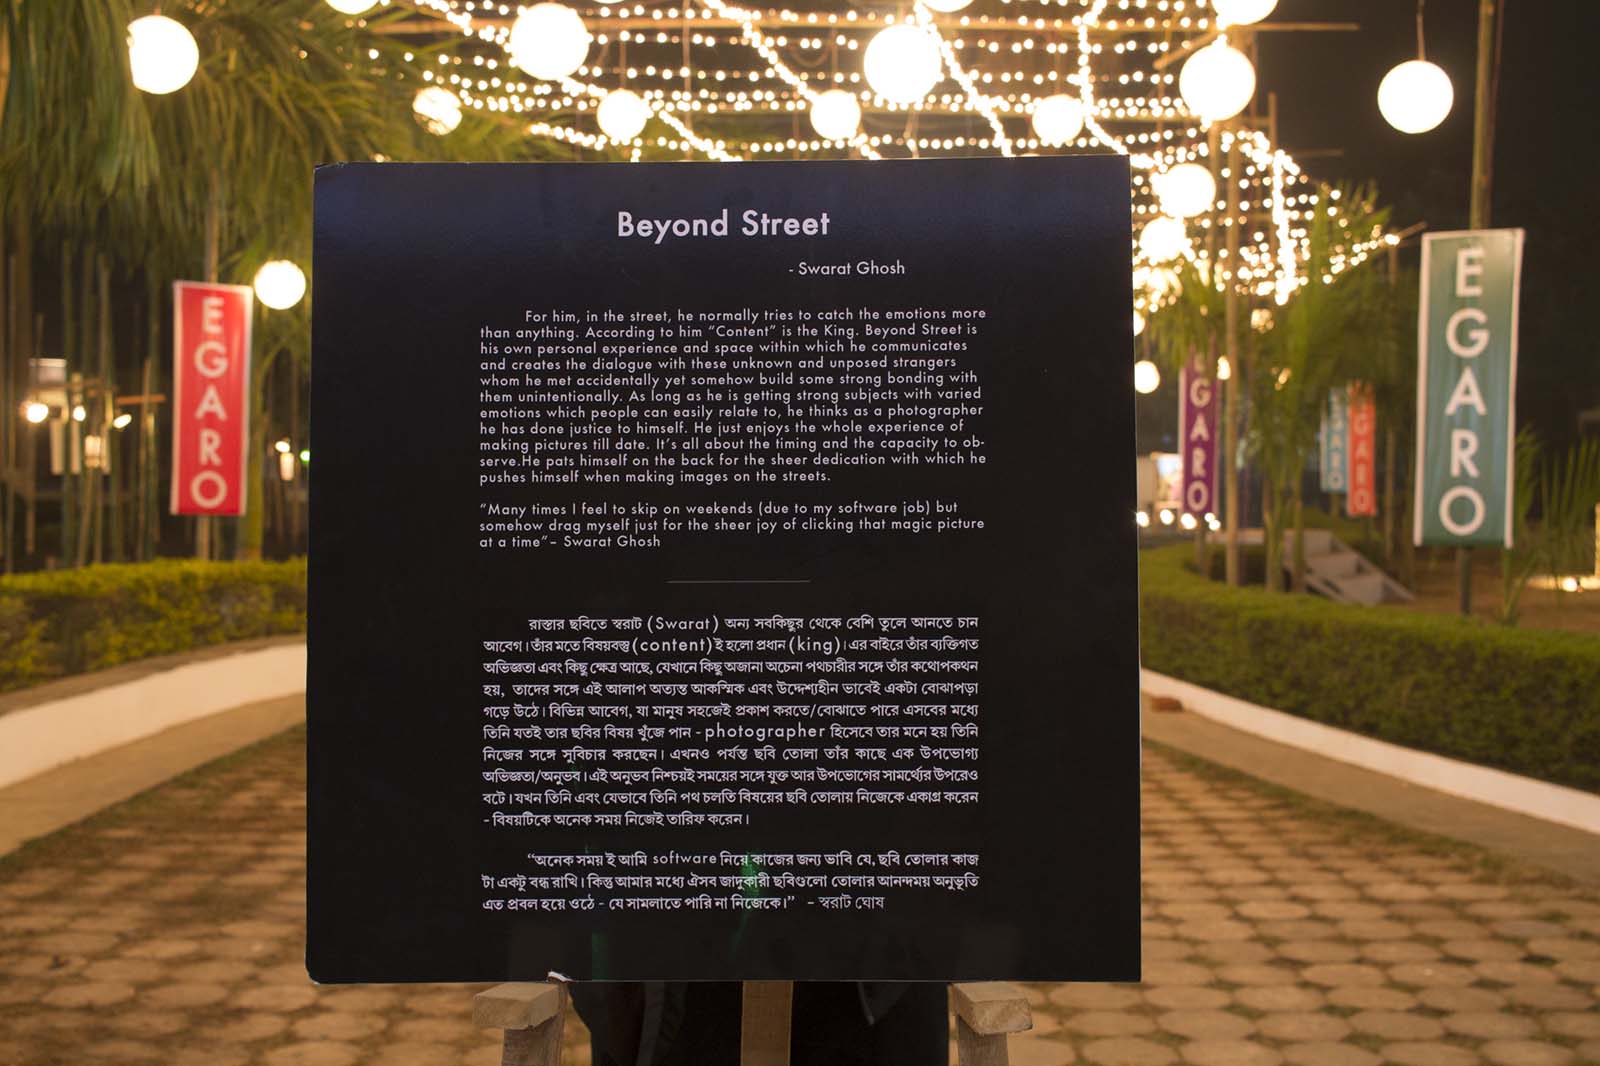 Beyond Street
- Swarat Ghosh
For him, in the street, he normally tries to catch the emotions more
than anything. According to him “Content” is the King. Beyond Street is
his own personal experience and space within which he communicates
and creates the dialogue with these unknown and unposed strangers
whom he met accidentally yet somehow build some strong bonding with
them unintentionally. As long as he is getting strong subjects with varied
emotions which people can easily relate to, he thinks as a photographer
he has done justice to himself. He just enjoys the whole experience of
making pictures till date. It’s all about the timing and the capacity to ob-
serve.He pats himself on the back for the sheer dedication with which he
pushes himself when making images on the streets.
“Many times I feel to skip on weekends (due to my software job) but
somehow drag myself just for the sheer joy of clicking that magic picture
at a time”– Swarat Ghosh
রাস্তার ছবিতে স্বরাট (Swarat) অন্য সবকিছুর থেকে বেশি তুলে আনতে চান
আবেগ। তাঁর মতে বিষয়বস্তু (content)ই হলো প্রধান (king)। এর বাইরে তাঁর ব্যক্তিগত
অভিজ্ঞতা এবং কিছু ক্ষেত্র আছে, যেখানে কিছু অজানা অচেনা পথচারীর সঙ্গে তাঁর কথোপকথন
হয়, তাদের সঙ্গে এই আলাপ অত্যন্ত আকস্মিক এবং উদ্দেশ্যহীন ভাবেই একটা বোঝাপড়া
গড়ে উঠে। বিভিন্ন আবেগ, যা মানুষ সহজেই প্রকাশ করতে/বোঝাতে পারে এসবের মধ্যে
তিনি যতই তার ছবির বিষয় খুঁজে পান - photographer হিসেবে তার মনে হয় তিনি
নিজের সঙ্গে সুবিচার করছেন। এখনও পর্যন্ত ছবি তোলা তাঁর কাছে এক উপভোগ্য
অভিজ্ঞতা/অনুভব। এই অনুভব নিশ্চয়ই সময়ের সঙ্গে যুক্ত আর উপভোগের সামর্থ্যের উপরেও
বটে। যখন তিনি এবং যেভাবে তিনি পথ চলতি বিষয়ের ছবি তোলায় নিজেকে একাগ্র করেন
- বিষয়টিকে অনেক সময় নিজেই তারিফ করেন।
“অনেক সময় ই আমি software নিয়ে কাজের জন্য ভাবি যে, ছবি তোলার কাজ
টা একটু বন্ধ রাখি। কিন্তু আমার মধ্যে ঐসব জাদুকারী ছবিগুলো তোলার আনন্দময় অনুভূতি
এত প্রবল হয়ে ওঠে - যে সামলাতে পারি না নিজেকে।” – স্বরাট ঘোষ
EGARO
EGARO
EGARO
EGARO
EGARO